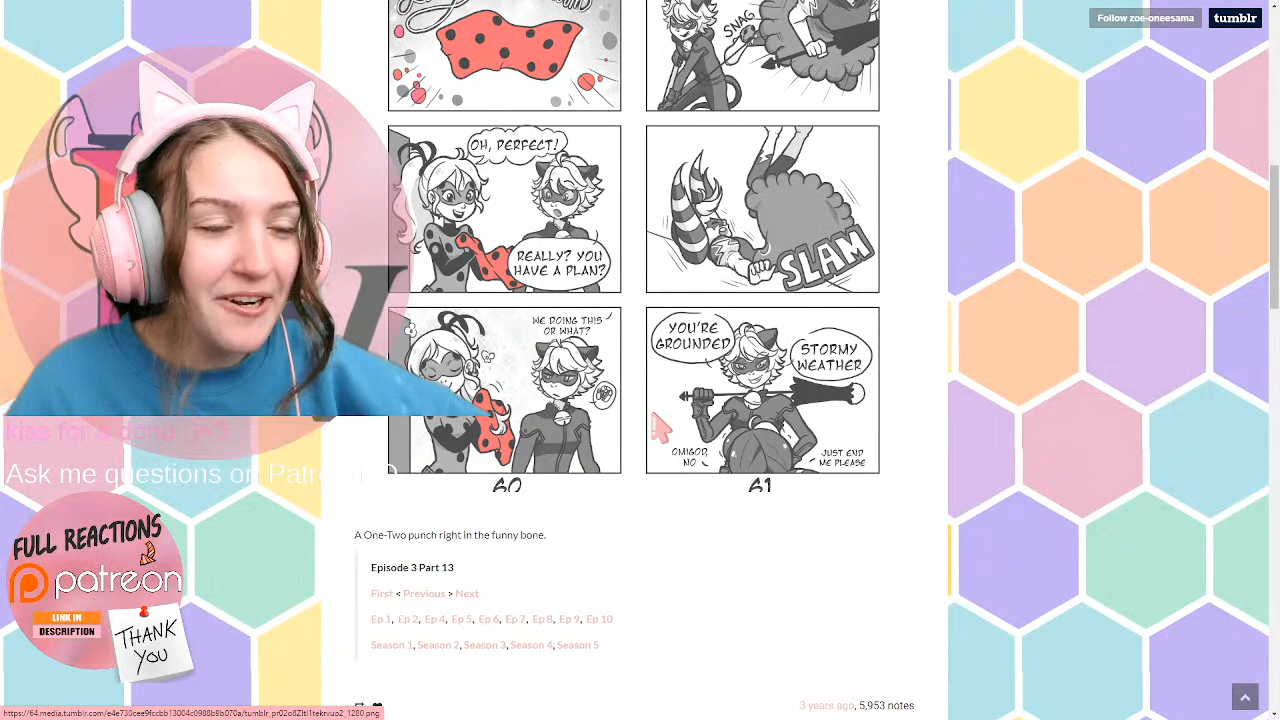 Follow zoe-oneesama
tumblr
SNAG
OH, PERFECT!
REALLY? YOU
HAVE A PLAN?
SLAM
WE DOING THIS
OR WHAT?
YOU'RE
GROUNDED
STORMY
WEATHER
OMIGOD,
NO
JUST END
ME PLEASE
60
61
kiss for a dono :*<3
Ask me questions on Patreon :D
FULL REACTIONS
patreon
LINK IN
DESCRIPTION
THANK
YOU
A One-Two punch right in the funny bone.
Episode 3 Part 13
First < Previous > Next
Ep 1, Ep 2, Ep 4, Ep 5, Ep 6, Ep 7, Ep 8, Ep 9, Ep 10
Season 1, Season 2, Season 3, Season 4, Season 5
3 years ago, 5,953 notes